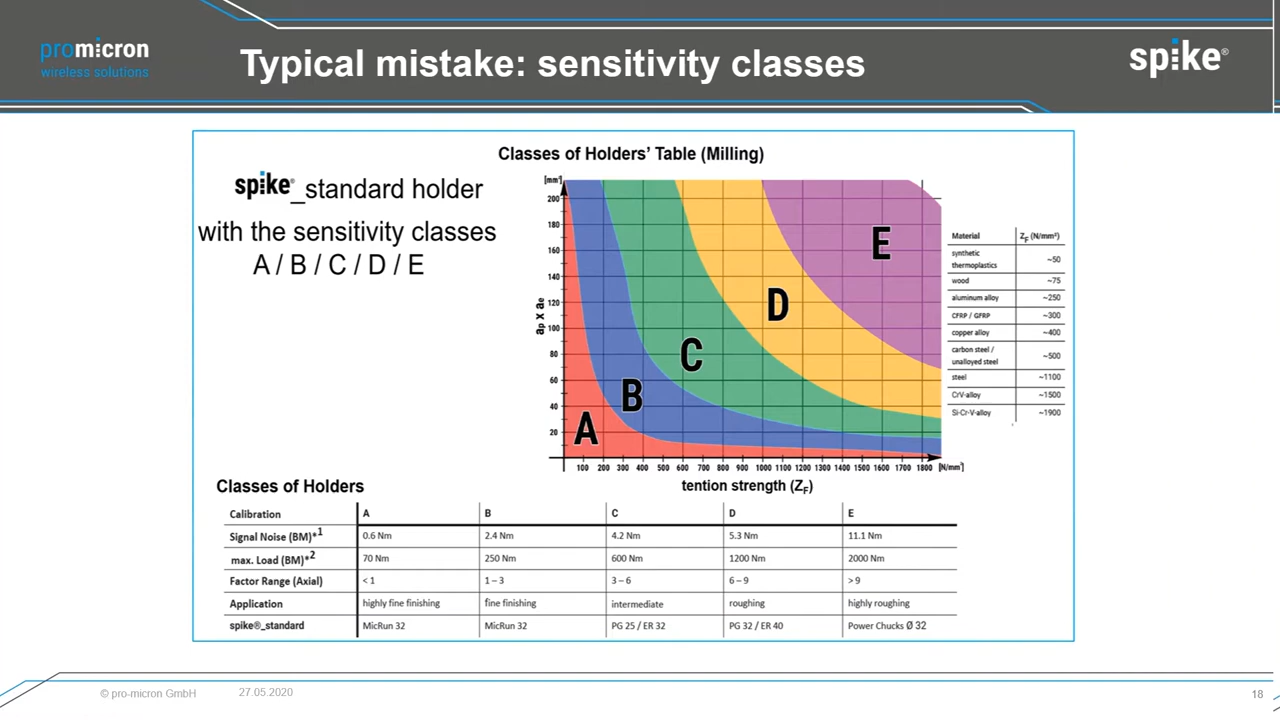 promicron
wireless solutions
Typical mistake: sensitivity classes
spike®
Classes of Holders' Table (Milling)
spike®_standard holder
with the sensitivity classes
A / B / C / D / E
[mm²]
200
180
160
140
120
100
80
60
40
20
ap x ae
A
B
C
D
E
100 200 300 400 500 600 700 800 900 1000 1100 1200 1300 1400 1500 1600 1700 1800 [N/mm²]
tention strength (ZF)
Material ZF (N/mm²)
synthetic thermoplastics ~50
wood ~75
aluminum alloy ~250
CFRP / GFRP ~300
copper alloy ~400
carbon steel / unalloyed steel ~500
steel ~1100
CrV-alloy ~1500
Si-Cr-V-alloy ~1900
Classes of Holders
Calibration A B C D E
Signal Noise (BM)*1 0.6 Nm 2.4 Nm 4.2 Nm 5.3 Nm 11.1 Nm
max. Load (BM)*2 70 Nm 250 Nm 600 Nm 1200 Nm 2000 Nm
Factor Range (Axial) < 1 1 – 3 3 – 6 6 – 9 > 9
Application highly fine finishing fine finishing intermediate roughing highly roughing
spike®_standard MicRun 32 MicRun 32 PG 25 / ER 32 PG 32 / ER 40 Power Chucks Ø 32
© pro-micron GmbH
27.05.2020
18